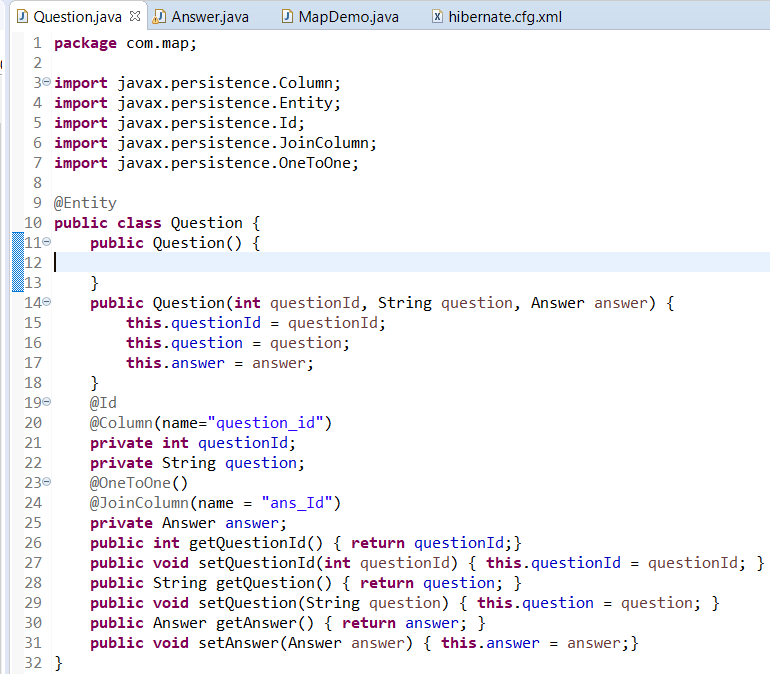 Question.java Answer.java MapDemo.java hibernate.cfg.xml
1 package com.map;
2
3 import javax.persistence.Column;
4 import javax.persistence.Entity;
5 import javax.persistence.Id;
6 import javax.persistence.JoinColumn;
7 import javax.persistence.OneToOne;
8
9 @Entity
10 public class Question {
11     public Question() {
12
13     }
14     public Question(int questionId, String question, Answer answer) {
15         this.questionId = questionId;
16         this.question = question;
17         this.answer = answer;
18     }
19     @Id
20     @Column(name="question_id")
21     private int questionId;
22     private String question;
23     @OneToOne()
24     @JoinColumn(name = "ans_Id")
25     private Answer answer;
26     public int getQuestionId() { return questionId;}
27     public void setQuestionId(int questionId) { this.questionId = questionId; }
28     public String getQuestion() { return question; }
29     public void setQuestion(String question) { this.question = question; }
30     public Answer getAnswer() { return answer; }
31     public void setAnswer(Answer answer) { this.answer = answer;}
32 }